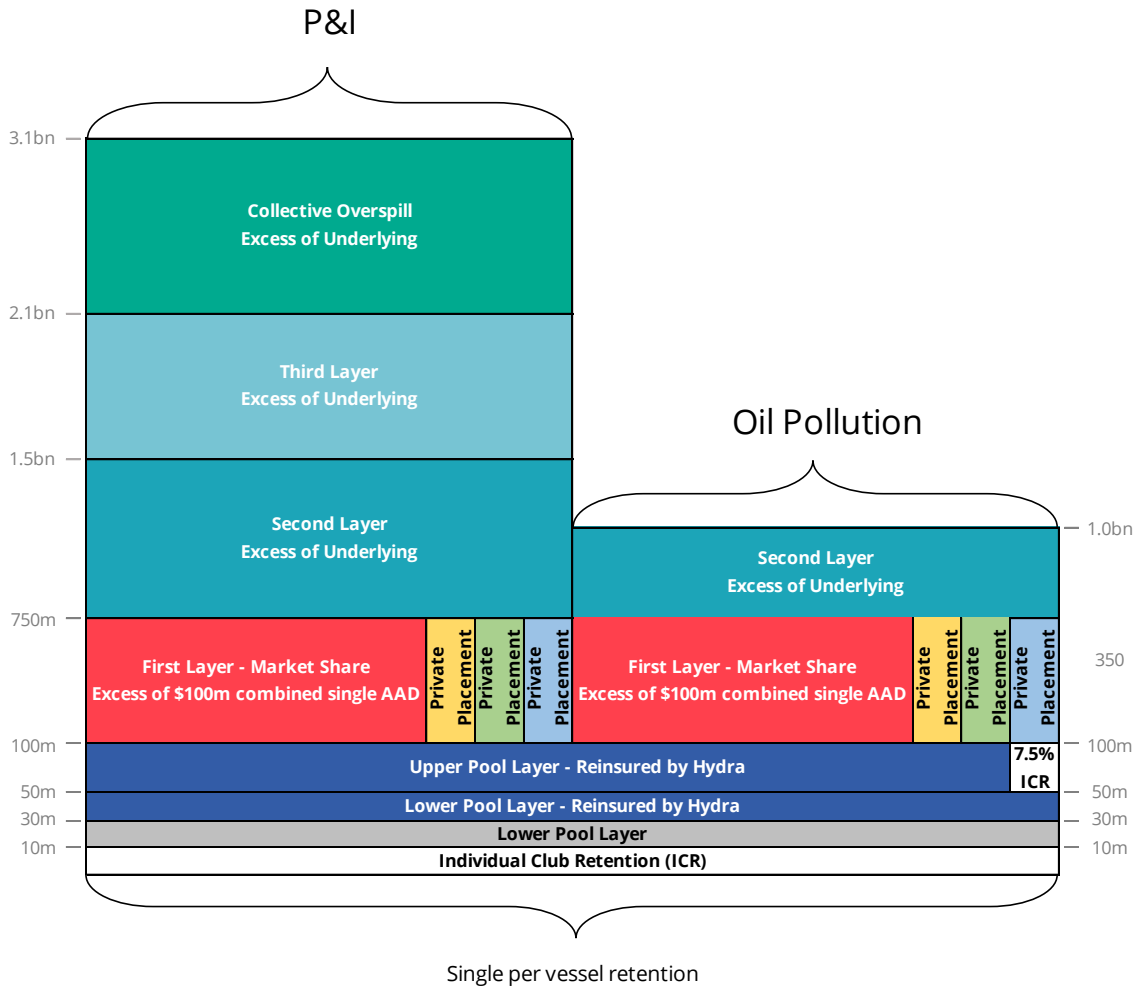 P&I
3.1bn
Collective Overspill
Excess of Underlying
2.1bn
Third Layer
Excess of Underlying
Oil Pollution
1.5bn
Second Layer
Excess of Underlying
1.0bn
Second Layer
Excess of Underlying
750m
First Layer - Market Share
Excess of $100m combined single AAD
Private
Placement
Private
Placement
Private
Placement
First Layer - Market Share
Excess of $100m combined single AAD
Private
Placement
Private
Placement
Private
Placement
350
100m
100m
Upper Pool Layer - Reinsured by Hydra
7.5%
ICR
50m
50m
Lower Pool Layer - Reinsured by Hydra
30m
30m
Lower Pool Layer
10m
10m
Individual Club Retention (ICR)
Single per vessel retention